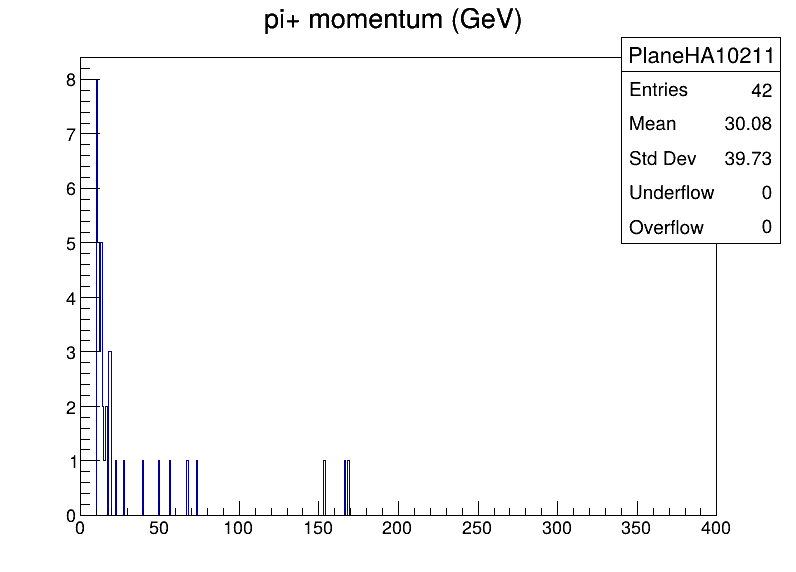 pi+ momentum (GeV)
PlaneHA10211
Entries 42
Mean 30.08
Std Dev 39.73
Underflow 0
Overflow 0
8
7
6
5
4
3
2
1
0
0 50 100 150 200 250 300 350 400